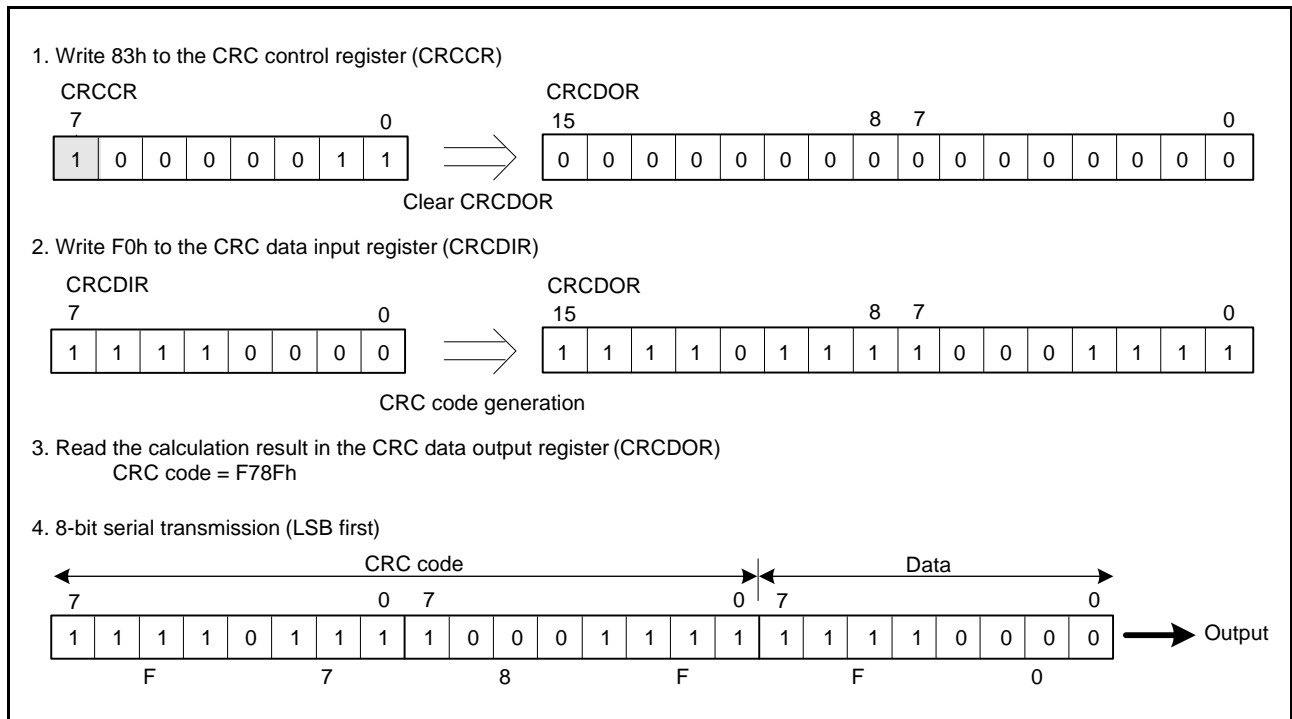 1. Write 83h to the CRC control register (CRCCR)
CRCCR CRCDOR
7 0 15 8 7 0
1 0 0 0 0 0 1 1 0 0 0 0 0 0 0 0 0 0 0 0 0 0 0 0
Clear CRCDOR
2. Write F0h to the CRC data input register (CRCDIR)
CRCDIR CRCDOR
7 0 15 8 7 0
1 1 1 1 0 0 0 0 1 1 1 1 0 1 1 1 1 0 0 0 1 1 1 1
CRC code generation
3. Read the calculation result in the CRC data output register (CRCDOR)
CRC code = F78Fh
4. 8-bit serial transmission (LSB first)
CRC code Data
7 0 7 0 7 0
1 1 1 1 0 1 1 1 1 0 0 0 1 1 1 1 1 1 1 1 0 0 0 0 Output
F 7 8 F F 0